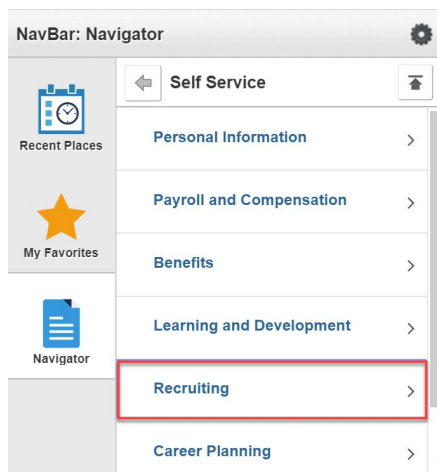 NavBar: Navigator
Recent Places
My Favorites
Navigator
Self Service
Personal Information
Payroll and Compensation
Benefits
Learning and Development
Recruiting
Career Planning